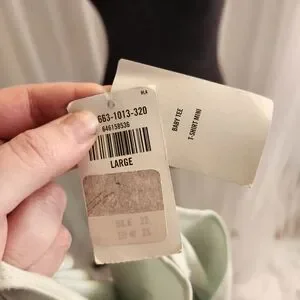 663-1013-320
646158536
LARGE
BABY TEE
T-SHIRT MINI